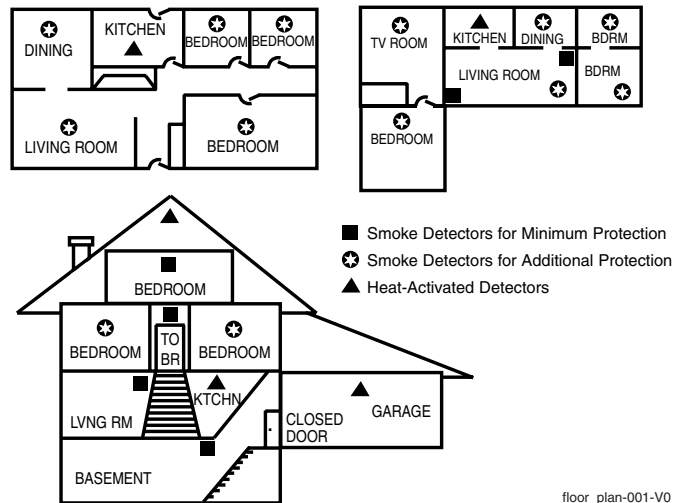 DINING
KITCHEN
BEDROOM
BEDROOM
LIVING ROOM
BEDROOM
TV ROOM
KITCHEN
DINING
BDRM
LIVING ROOM
BDRM
BEDROOM
Smoke Detectors for Minimum Protection
Smoke Detectors for Additional Protection
Heat-Activated Detectors
BEDROOM
BEDROOM
TO
BR
BEDROOM
LVNG RM
KTCHN
CLOSED
DOOR
GARAGE
BASEMENT
floor_plan-001-V0